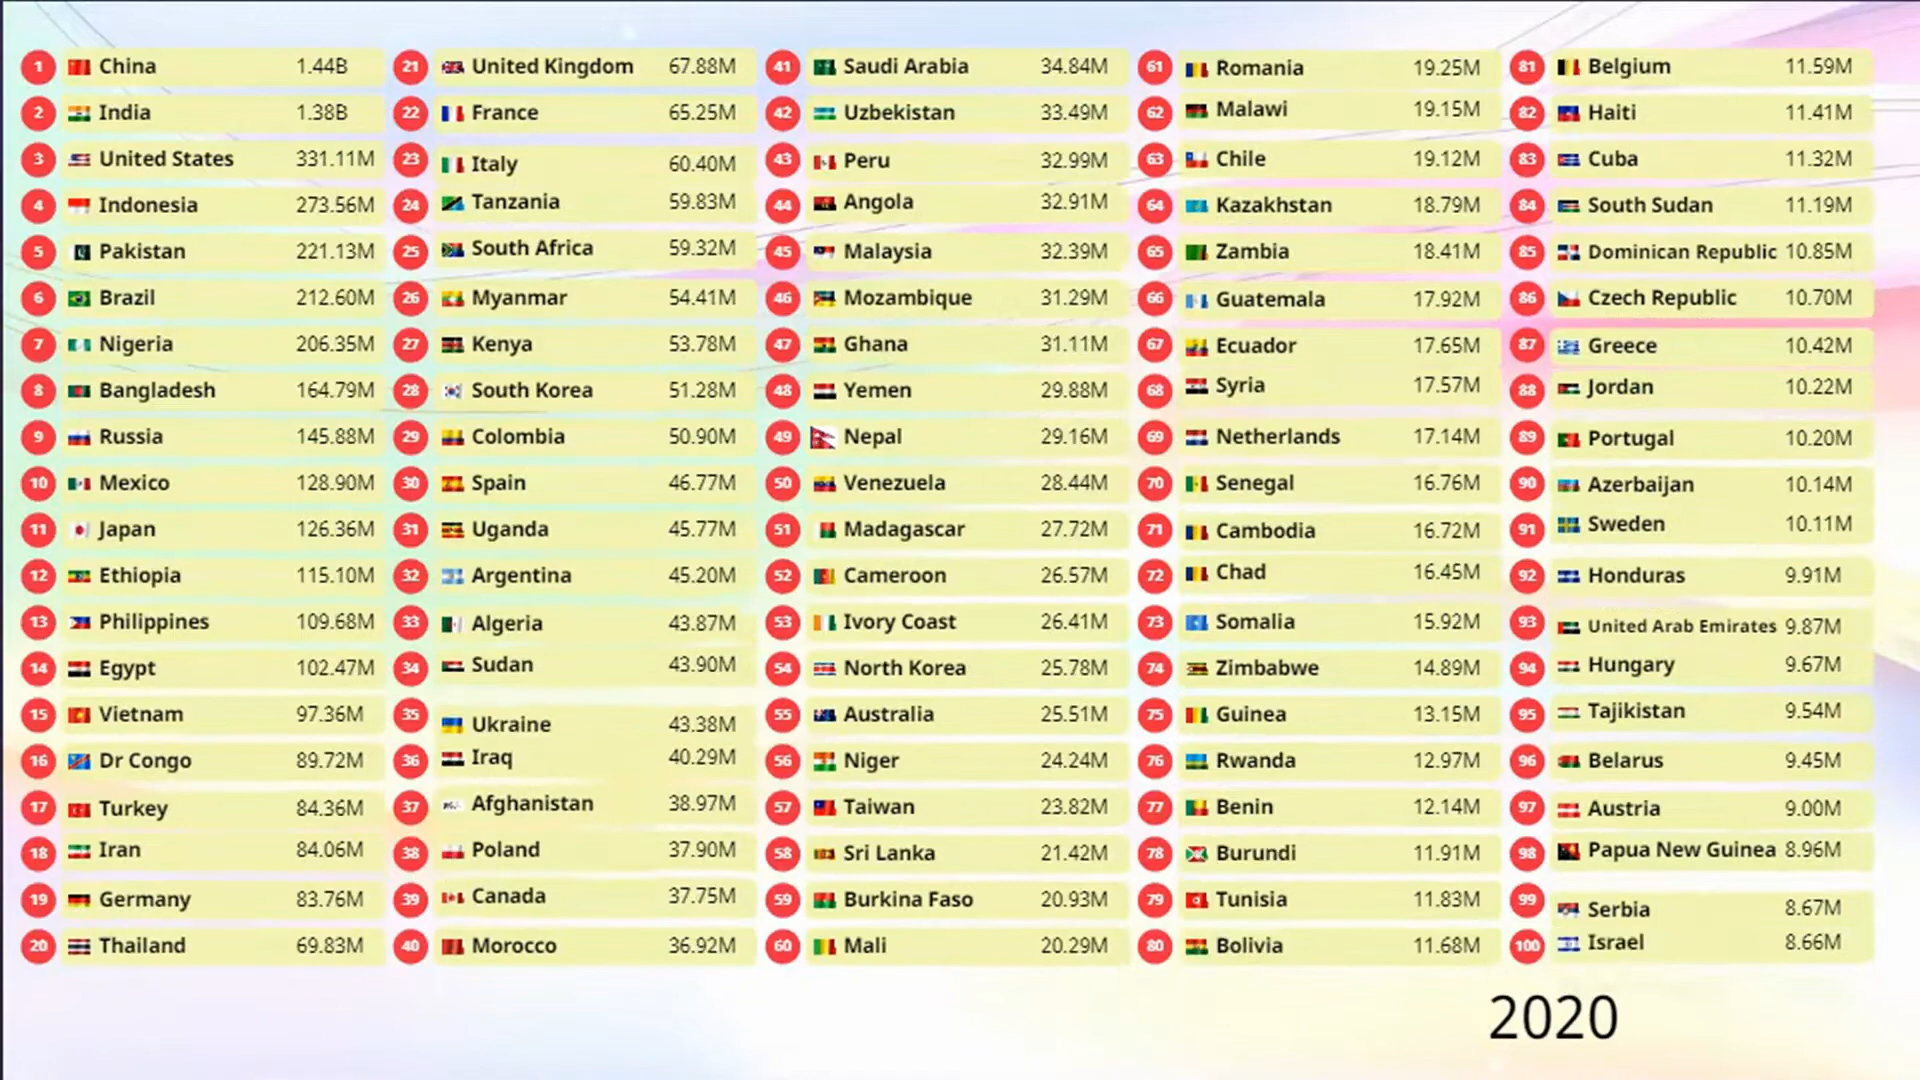 1 China 1.44B
2 India 1.38B
3 United States 331.11M
4 Indonesia 273.56M
5 Pakistan 221.13M
6 Brazil 212.60M
7 Nigeria 206.35M
8 Bangladesh 164.79M
9 Russia 145.88M
10 Mexico 128.90M
11 Japan 126.36M
12 Ethiopia 115.10M
13 Philippines 109.68M
14 Egypt 102.47M
15 Vietnam 97.36M
16 Dr Congo 89.72M
17 Turkey 84.36M
18 Iran 84.06M
19 Germany 83.76M
20 Thailand 69.83M
21 United Kingdom 67.88M
22 France 65.25M
23 Italy 60.40M
24 Tanzania 59.83M
25 South Africa 59.32M
26 Myanmar 54.41M
27 Kenya 53.78M
28 South Korea 51.28M
29 Colombia 50.90M
30 Spain 46.77M
31 Uganda 45.77M
32 Argentina 45.20M
33 Algeria 43.87M
34 Sudan 43.90M
35 Ukraine 43.38M
36 Iraq 40.29M
37 Afghanistan 38.97M
38 Poland 37.90M
39 Canada 37.75M
40 Morocco 36.92M
41 Saudi Arabia 34.84M
42 Uzbekistan 33.49M
43 Peru 32.99M
44 Angola 32.91M
45 Malaysia 32.39M
46 Mozambique 31.29M
47 Ghana 31.11M
48 Yemen 29.88M
49 Nepal 29.16M
50 Venezuela 28.44M
51 Madagascar 27.72M
52 Cameroon 26.57M
53 Ivory Coast 26.41M
54 North Korea 25.78M
55 Australia 25.51M
56 Niger 24.24M
57 Taiwan 23.82M
58 Sri Lanka 21.42M
59 Burkina Faso 20.93M
60 Mali 20.29M
61 Romania 19.25M
62 Malawi 19.15M
63 Chile 19.12M
64 Kazakhstan 18.79M
65 Zambia 18.41M
66 Guatemala 17.92M
67 Ecuador 17.65M
68 Syria 17.57M
69 Netherlands 17.14M
70 Senegal 16.76M
71 Cambodia 16.72M
72 Chad 16.45M
73 Somalia 15.92M
74 Zimbabwe 14.89M
75 Guinea 13.15M
76 Rwanda 12.97M
77 Benin 12.14M
78 Burundi 11.91M
79 Tunisia 11.83M
80 Bolivia 11.68M
81 Belgium 11.59M
82 Haiti 11.41M
83 Cuba 11.32M
84 South Sudan 11.19M
85 Dominican Republic 10.85M
86 Czech Republic 10.70M
87 Greece 10.42M
88 Jordan 10.22M
89 Portugal 10.20M
90 Azerbaijan 10.14M
91 Sweden 10.11M
92 Honduras 9.91M
93 United Arab Emirates 9.87M
94 Hungary 9.67M
95 Tajikistan 9.54M
96 Belarus 9.45M
97 Austria 9.00M
98 Papua New Guinea 8.96M
99 Serbia 8.67M
100 Israel 8.66M
2020